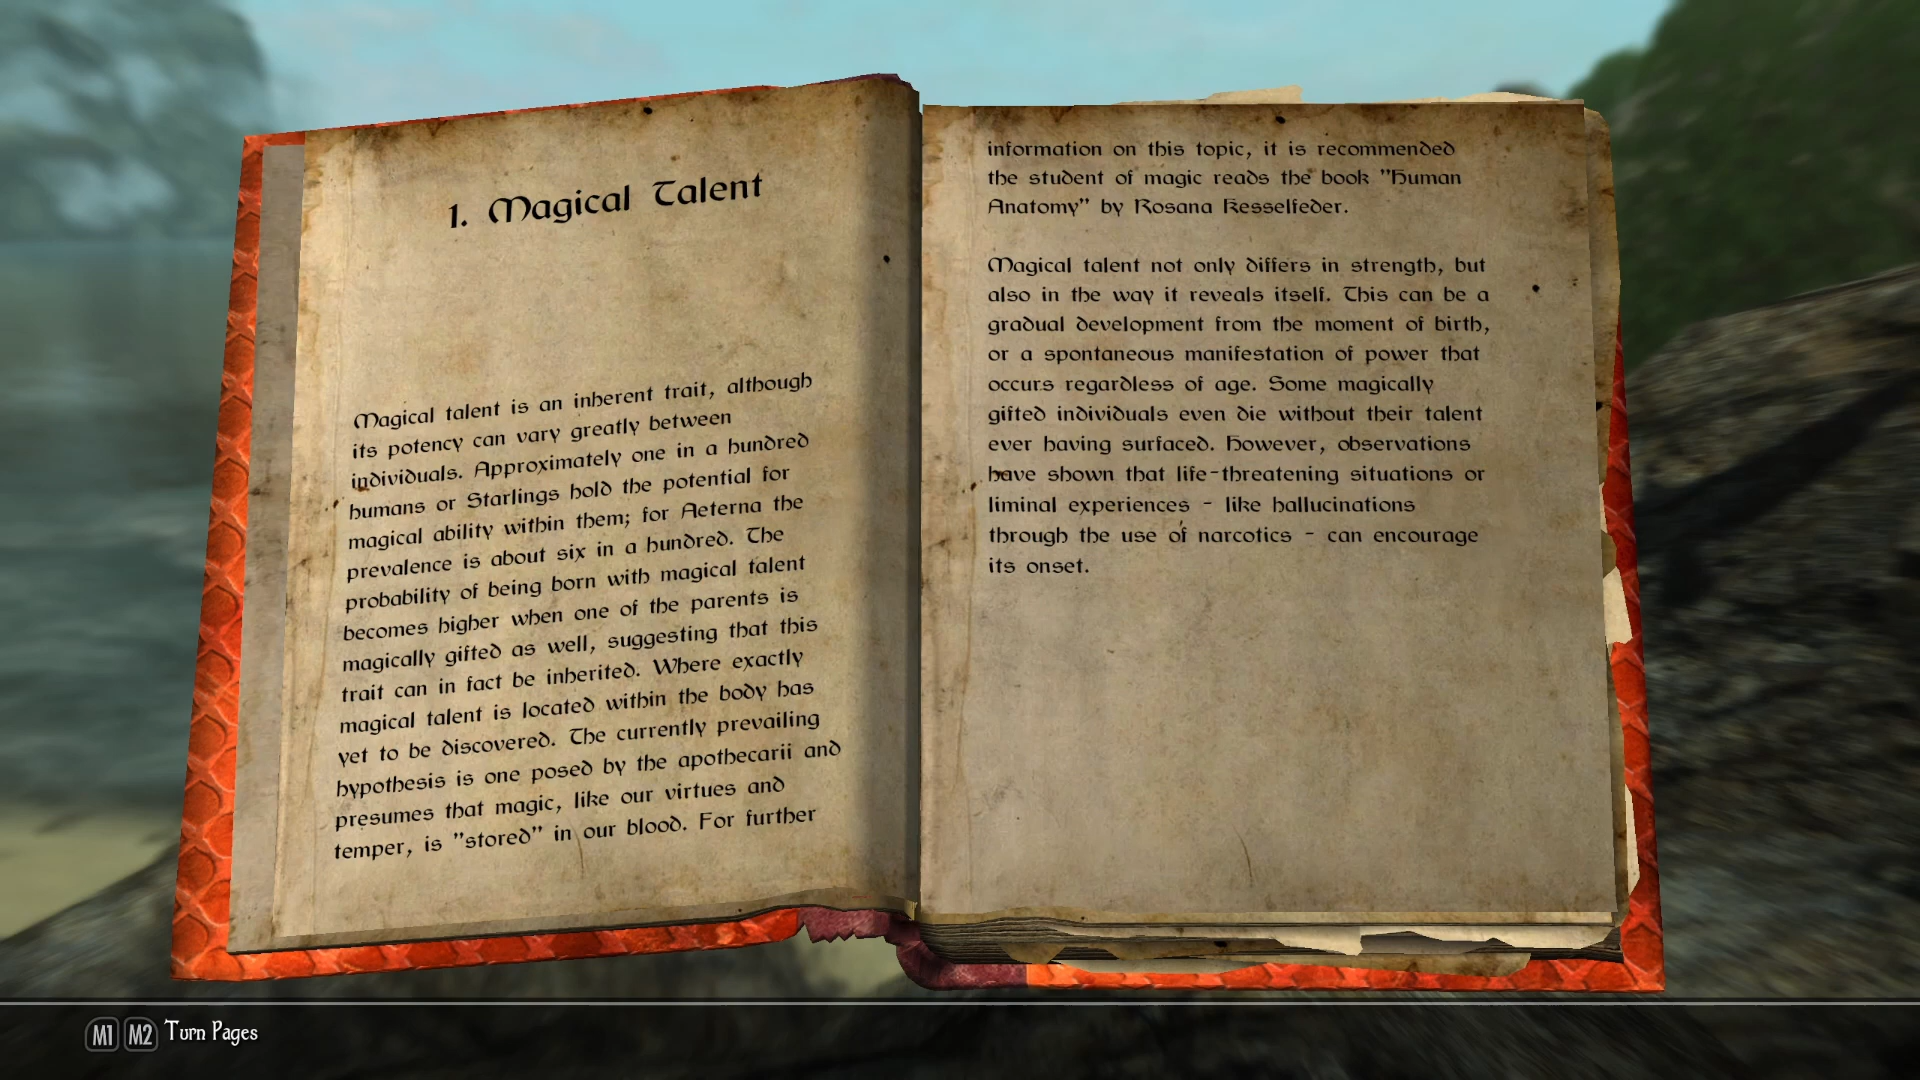 1. Magical Talent
Magical talent is an inherent trait, although
its potency can vary greatly between
individuals. Approximately one in a hundred
humans or Starlings hold the potential for
magical ability within them; for Aeterna the
prevalence is about six in a hundred. The
probability of being born with magical talent
becomes higher when one of the parents is
magically gifted as well, suggesting that this
trait can in fact be inherited. Where exactly
magical talent is located within the body has
yet to be discovered. The currently prevailing
hypothesis is one posed by the apothecarii and
presumes that magic, like our virtues and
temper, is "stored" in our blood. For further
information on this topic, it is recommended
the student of magic reads the book "Human
Anatomy" by Rosana Kesselfeder.
Magical talent not only differs in strength, but
also in the way it reveals itself. This can be a
gradual development from the moment of birth,
or a spontaneous manifestation of power that
occurs regardless of age. Some magically
gifted individuals even die without their talent
ever having surfaced. However, observations
have shown that life-threatening situations or
liminal experiences - like hallucinations
through the use of narcotics - can encourage
its onset.
M1 M2 Turn Pages